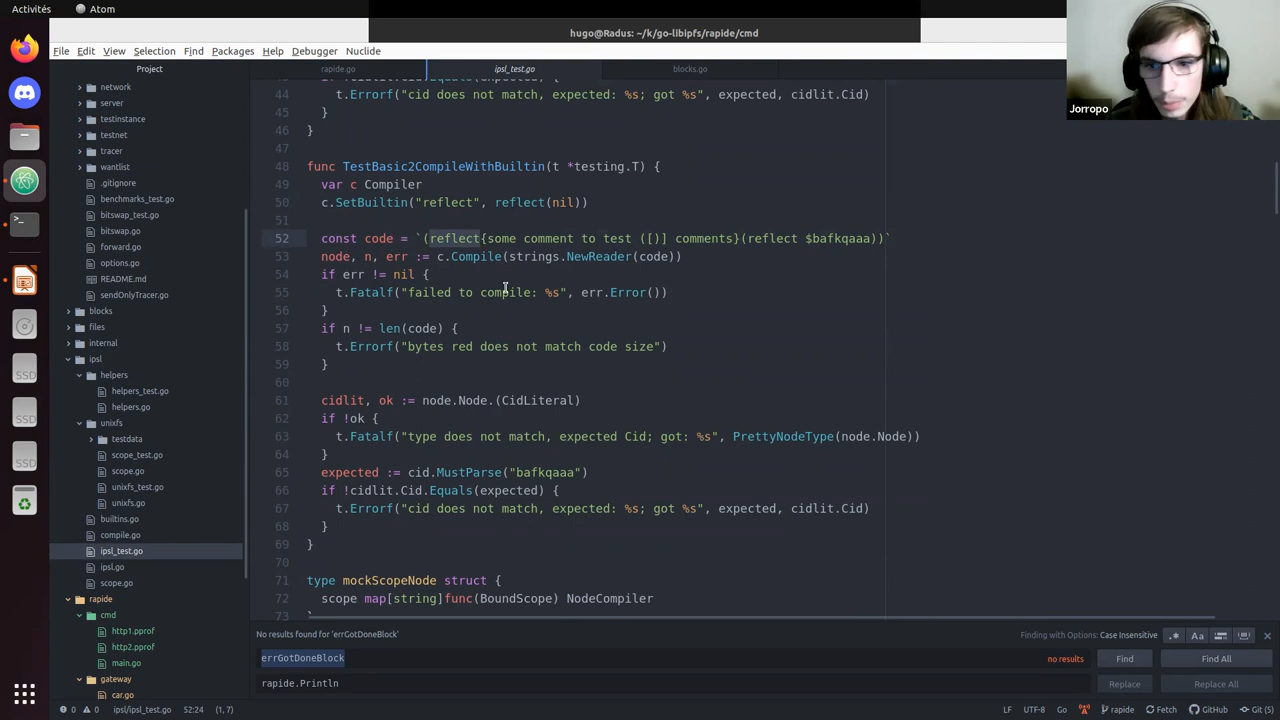 Activités
Atom
hugo@Radus: ~/k/go-libipfs/rapide/cmd
File Edit View Selection Find Packages Help Debugger Nuclide
Jorropo
Project
network
server
testinstance
testnet
tracer
wantlist
.gitignore
benchmarks_test.go
bitswap_test.go
bitswap.go
forward.go
options.go
README.md
sendOnlyTracer.go
blocks
files
internal
ipsl
helpers
helpers_test.go
helpers.go
unixfs
testdata
scope_test.go
scope.go
unixfs_test.go
unixfs.go
builtins.go
compile.go
ipsl_test.go
ipsl.go
scope.go
rapide
cmd
http1.pprof
http2.pprof
main.go
gateway
car.go
rapide.go
ipsl_test.go
blocks.go
44 t.Errorf("cid does not match, expected: %s; got %s", expected, cidlit.Cid)
45 }
46 }
47
48 func TestBasic2CompileWithBuiltin(t *testing.T) {
49 var c Compiler
50 c.SetBuiltin("reflect", reflect(nil))
51
52 const code = `(reflect{some comment to test ([)] comments}(reflect $bafkqaaa))`
53 node, n, err := c.Compile(strings.NewReader(code))
54 if err != nil {
55 t.Fatalf("failed to compile: %s", err.Error())
56 }
57 if n != len(code) {
58 t.Errorf("bytes red does not match code size")
59 }
60
61 cidlit, ok := node.Node.(CidLiteral)
62 if !ok {
63 t.Fatalf("type does not match, expected Cid; got: %s", PrettyNodeType(node.Node))
64 }
65 expected := cid.MustParse("bafkqaaa")
66 if !cidlit.Cid.Equals(expected) {
67 t.Errorf("cid does not match, expected: %s; got %s", expected, cidlit.Cid)
68 }
69 }
70
71 type mockScopeNode struct {
72 scope map[string]func(BoundScope) NodeCompiler
73
No results found for 'errGotDoneBlock'
Finding with Options: Case Insensitive
.* Aa
errGotDoneBlock
no results
Find
Find All
rapide.Println
Replace
Replace All
0 0 ipsl/ipsl_test.go 52:24 (1, 7)
LF UTF-8 Go rapide Fetch GitHub Git (5)